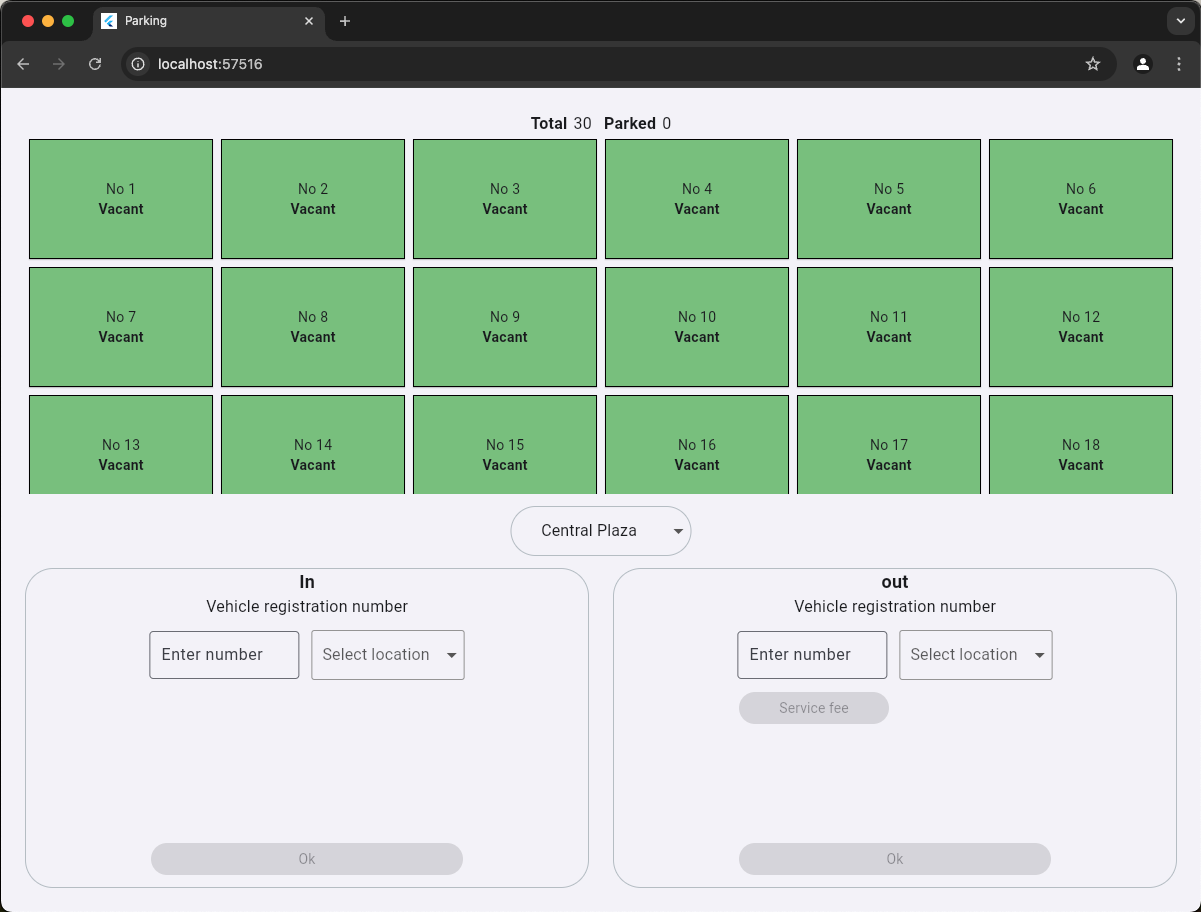 Parking
localhost:57516
Total 30 Parked 0
No 1
Vacant
No 2
Vacant
No 3
Vacant
No 4
Vacant
No 5
Vacant
No 6
Vacant
No 7
Vacant
No 8
Vacant
No 9
Vacant
No 10
Vacant
No 11
Vacant
No 12
Vacant
No 13
Vacant
No 14
Vacant
No 15
Vacant
No 16
Vacant
No 17
Vacant
No 18
Vacant
Central Plaza
In
Vehicle registration number
Enter number
Select location
Ok
out
Vehicle registration number
Enter number
Select location
Service fee
Ok